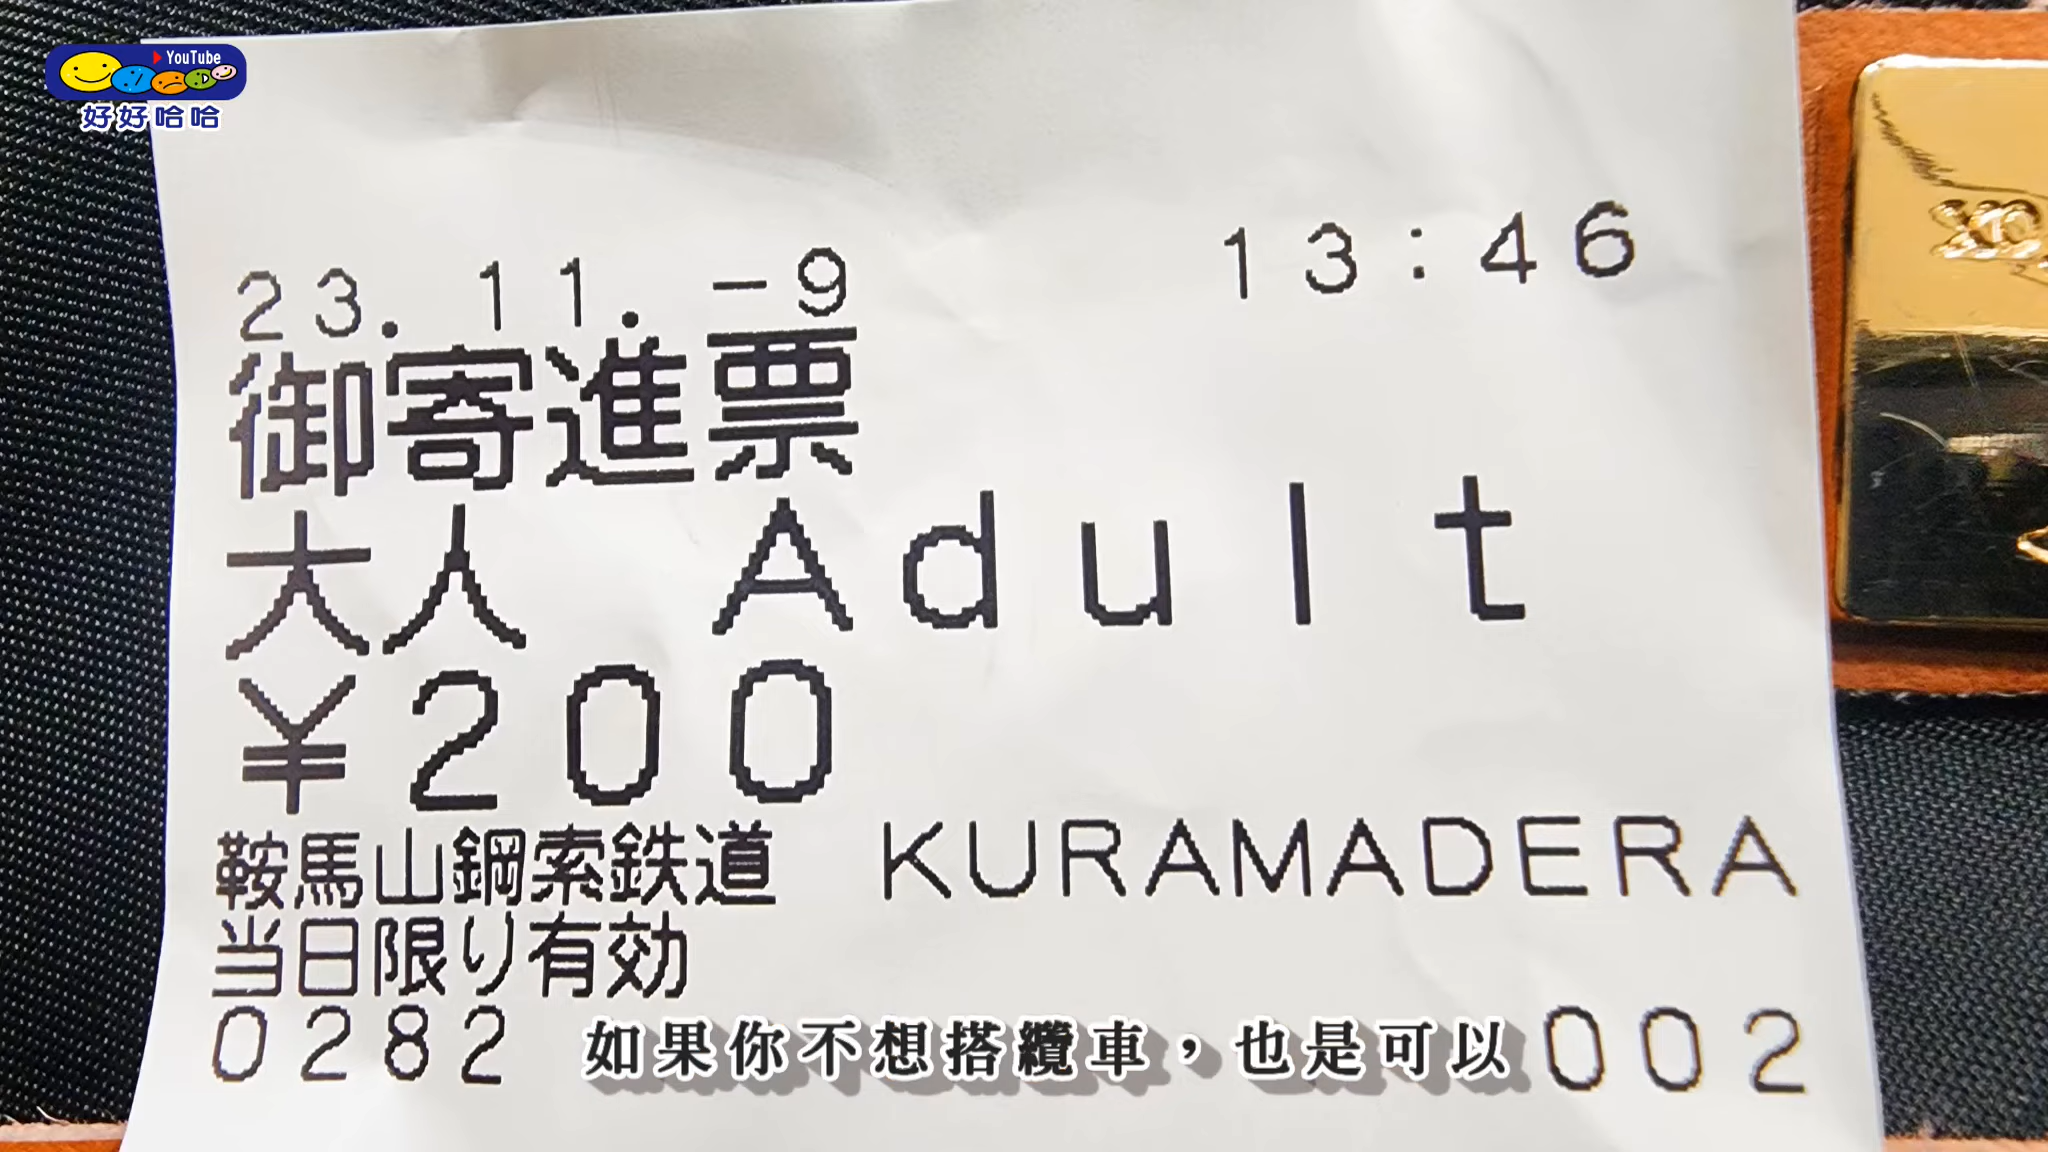 YouTube
好好哈哈
23.11.-9 13:46
御寄進票
大人 Adult
¥200
鞍馬山鋼索鉄道 KURAMADERA
当日限り有効
0282 002
如果你不想搭纜車，也是可以